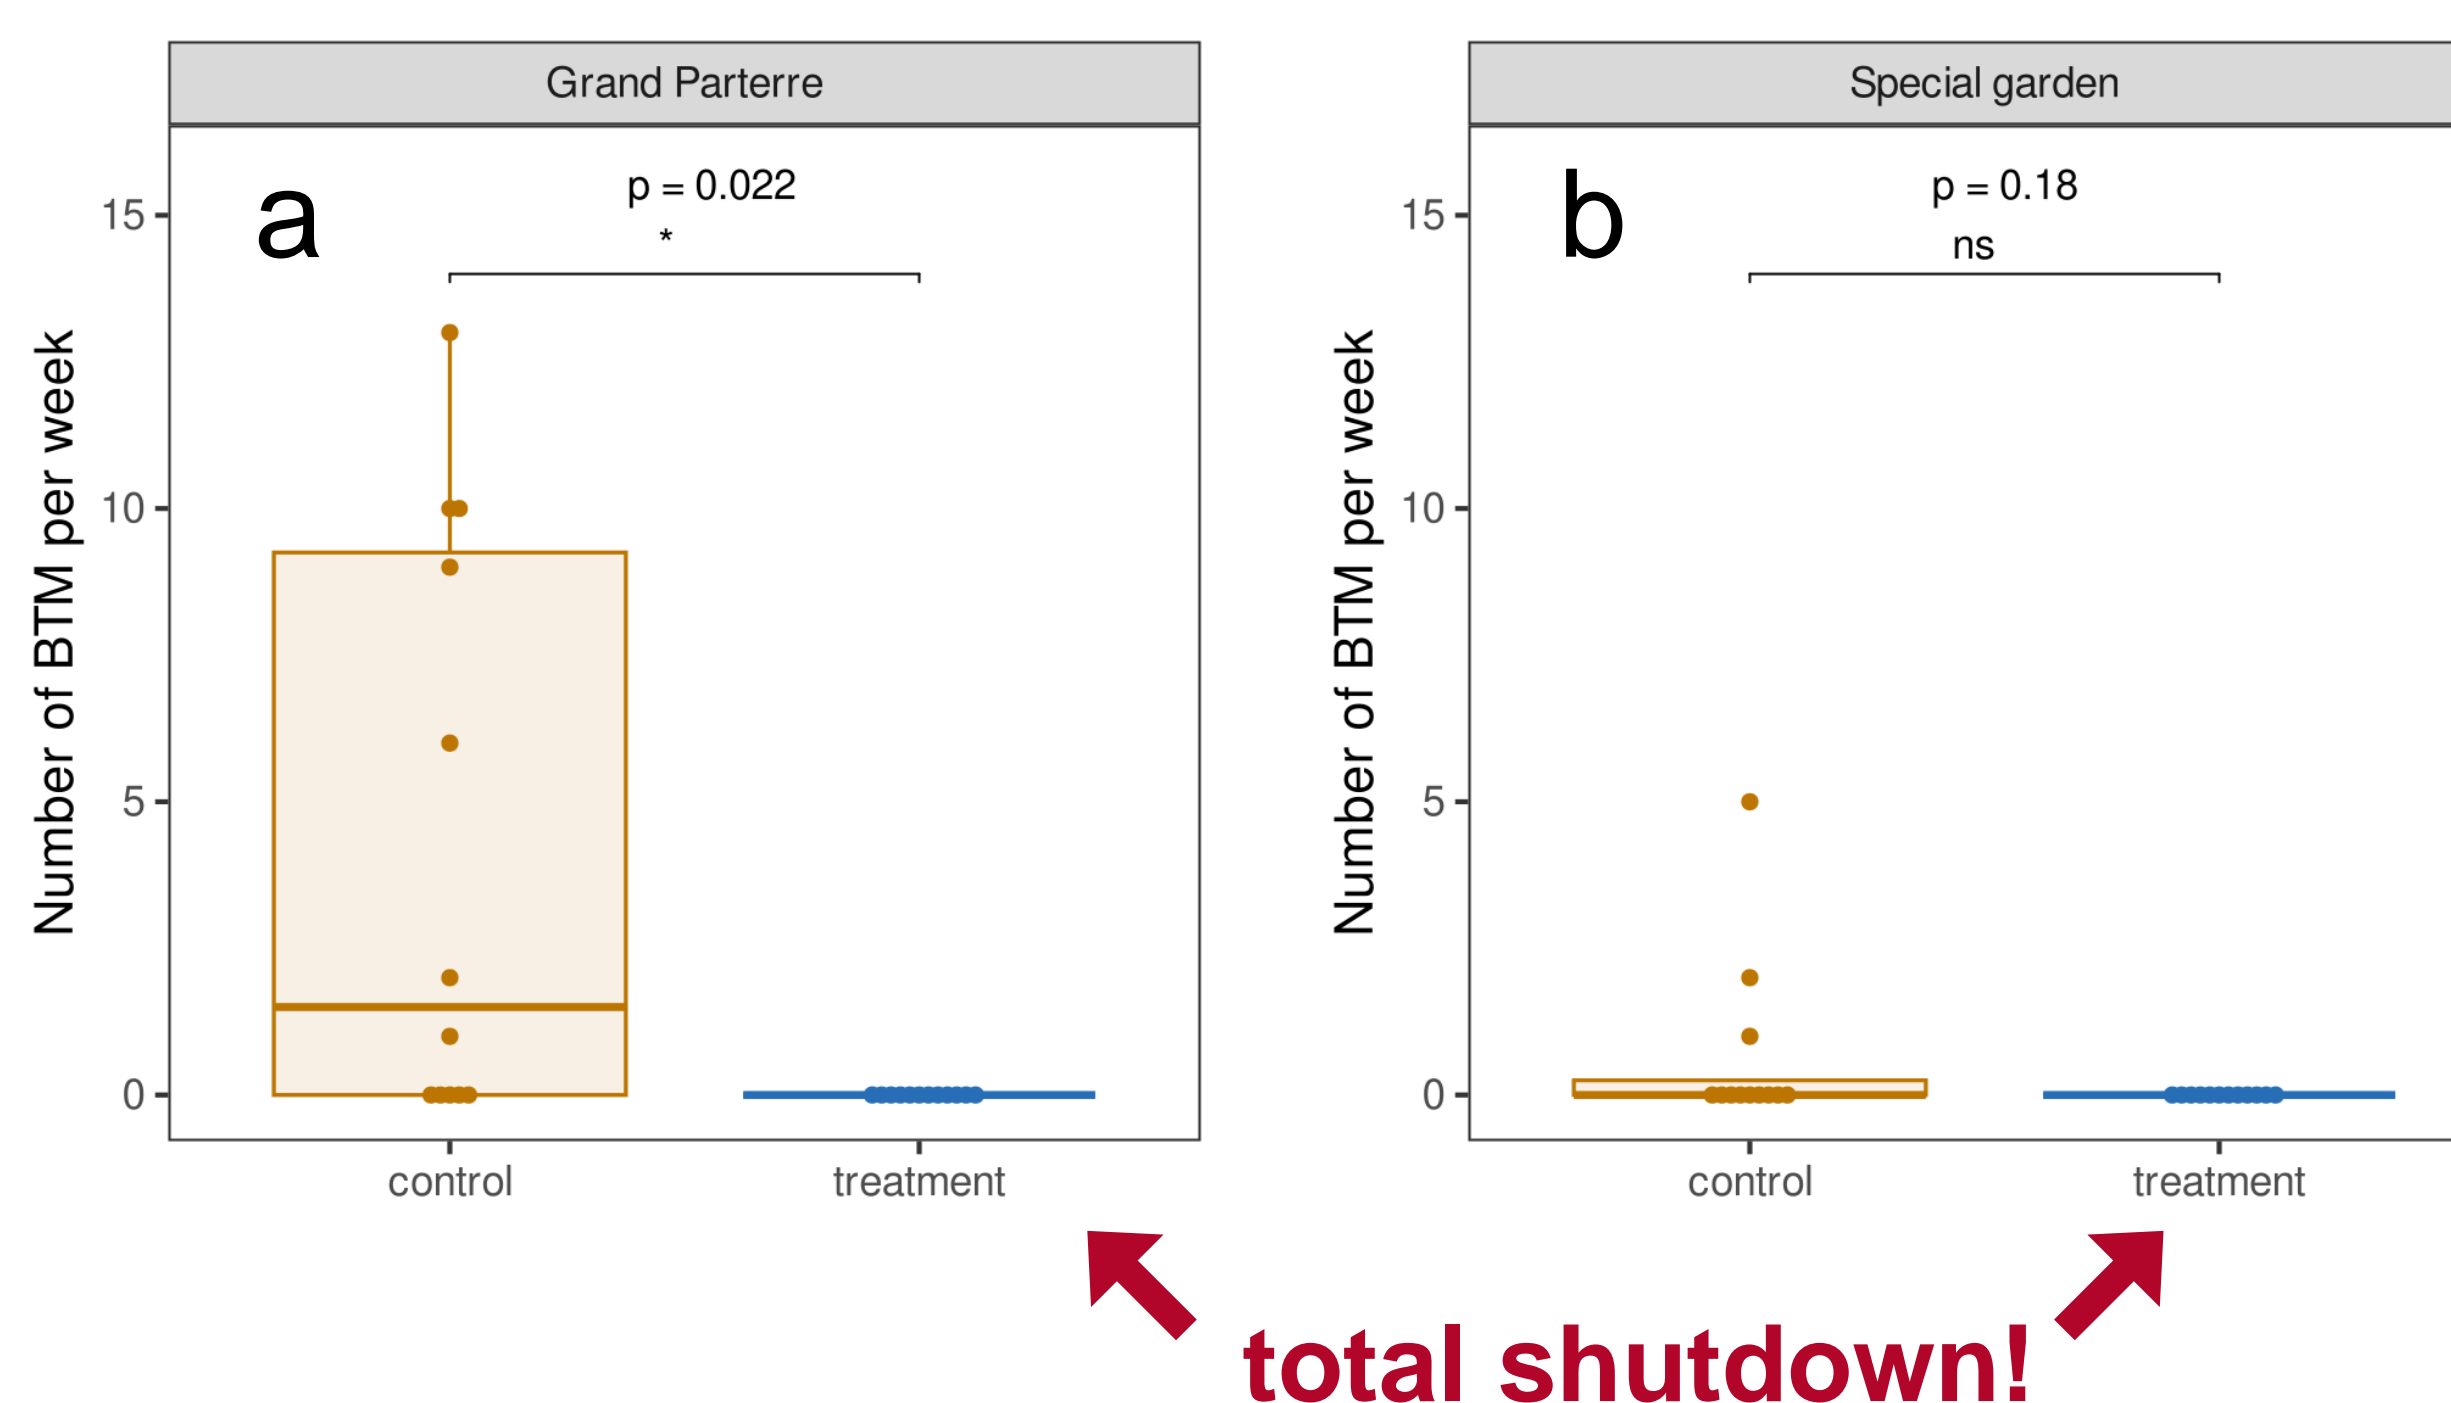 Grand Parterre
a
p = 0.022
*
15
10
5
0
Number of BTM per week
control
treatment
Special garden
b
p = 0.18
ns
15
10
5
0
Number of BTM per week
control
treatment
total shutdown!